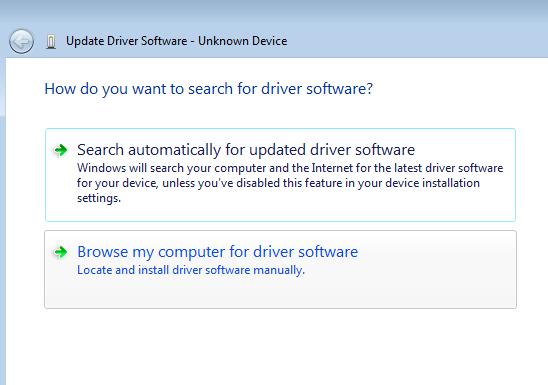 Update Driver Software - Unknown Device
How do you want to search for driver software?
Search automatically for updated driver software
Windows will search your computer and the Internet for the latest driver software
for your device, unless you've disabled this feature in your device installation
settings.
Browse my computer for driver software
Locate and install driver software manually.